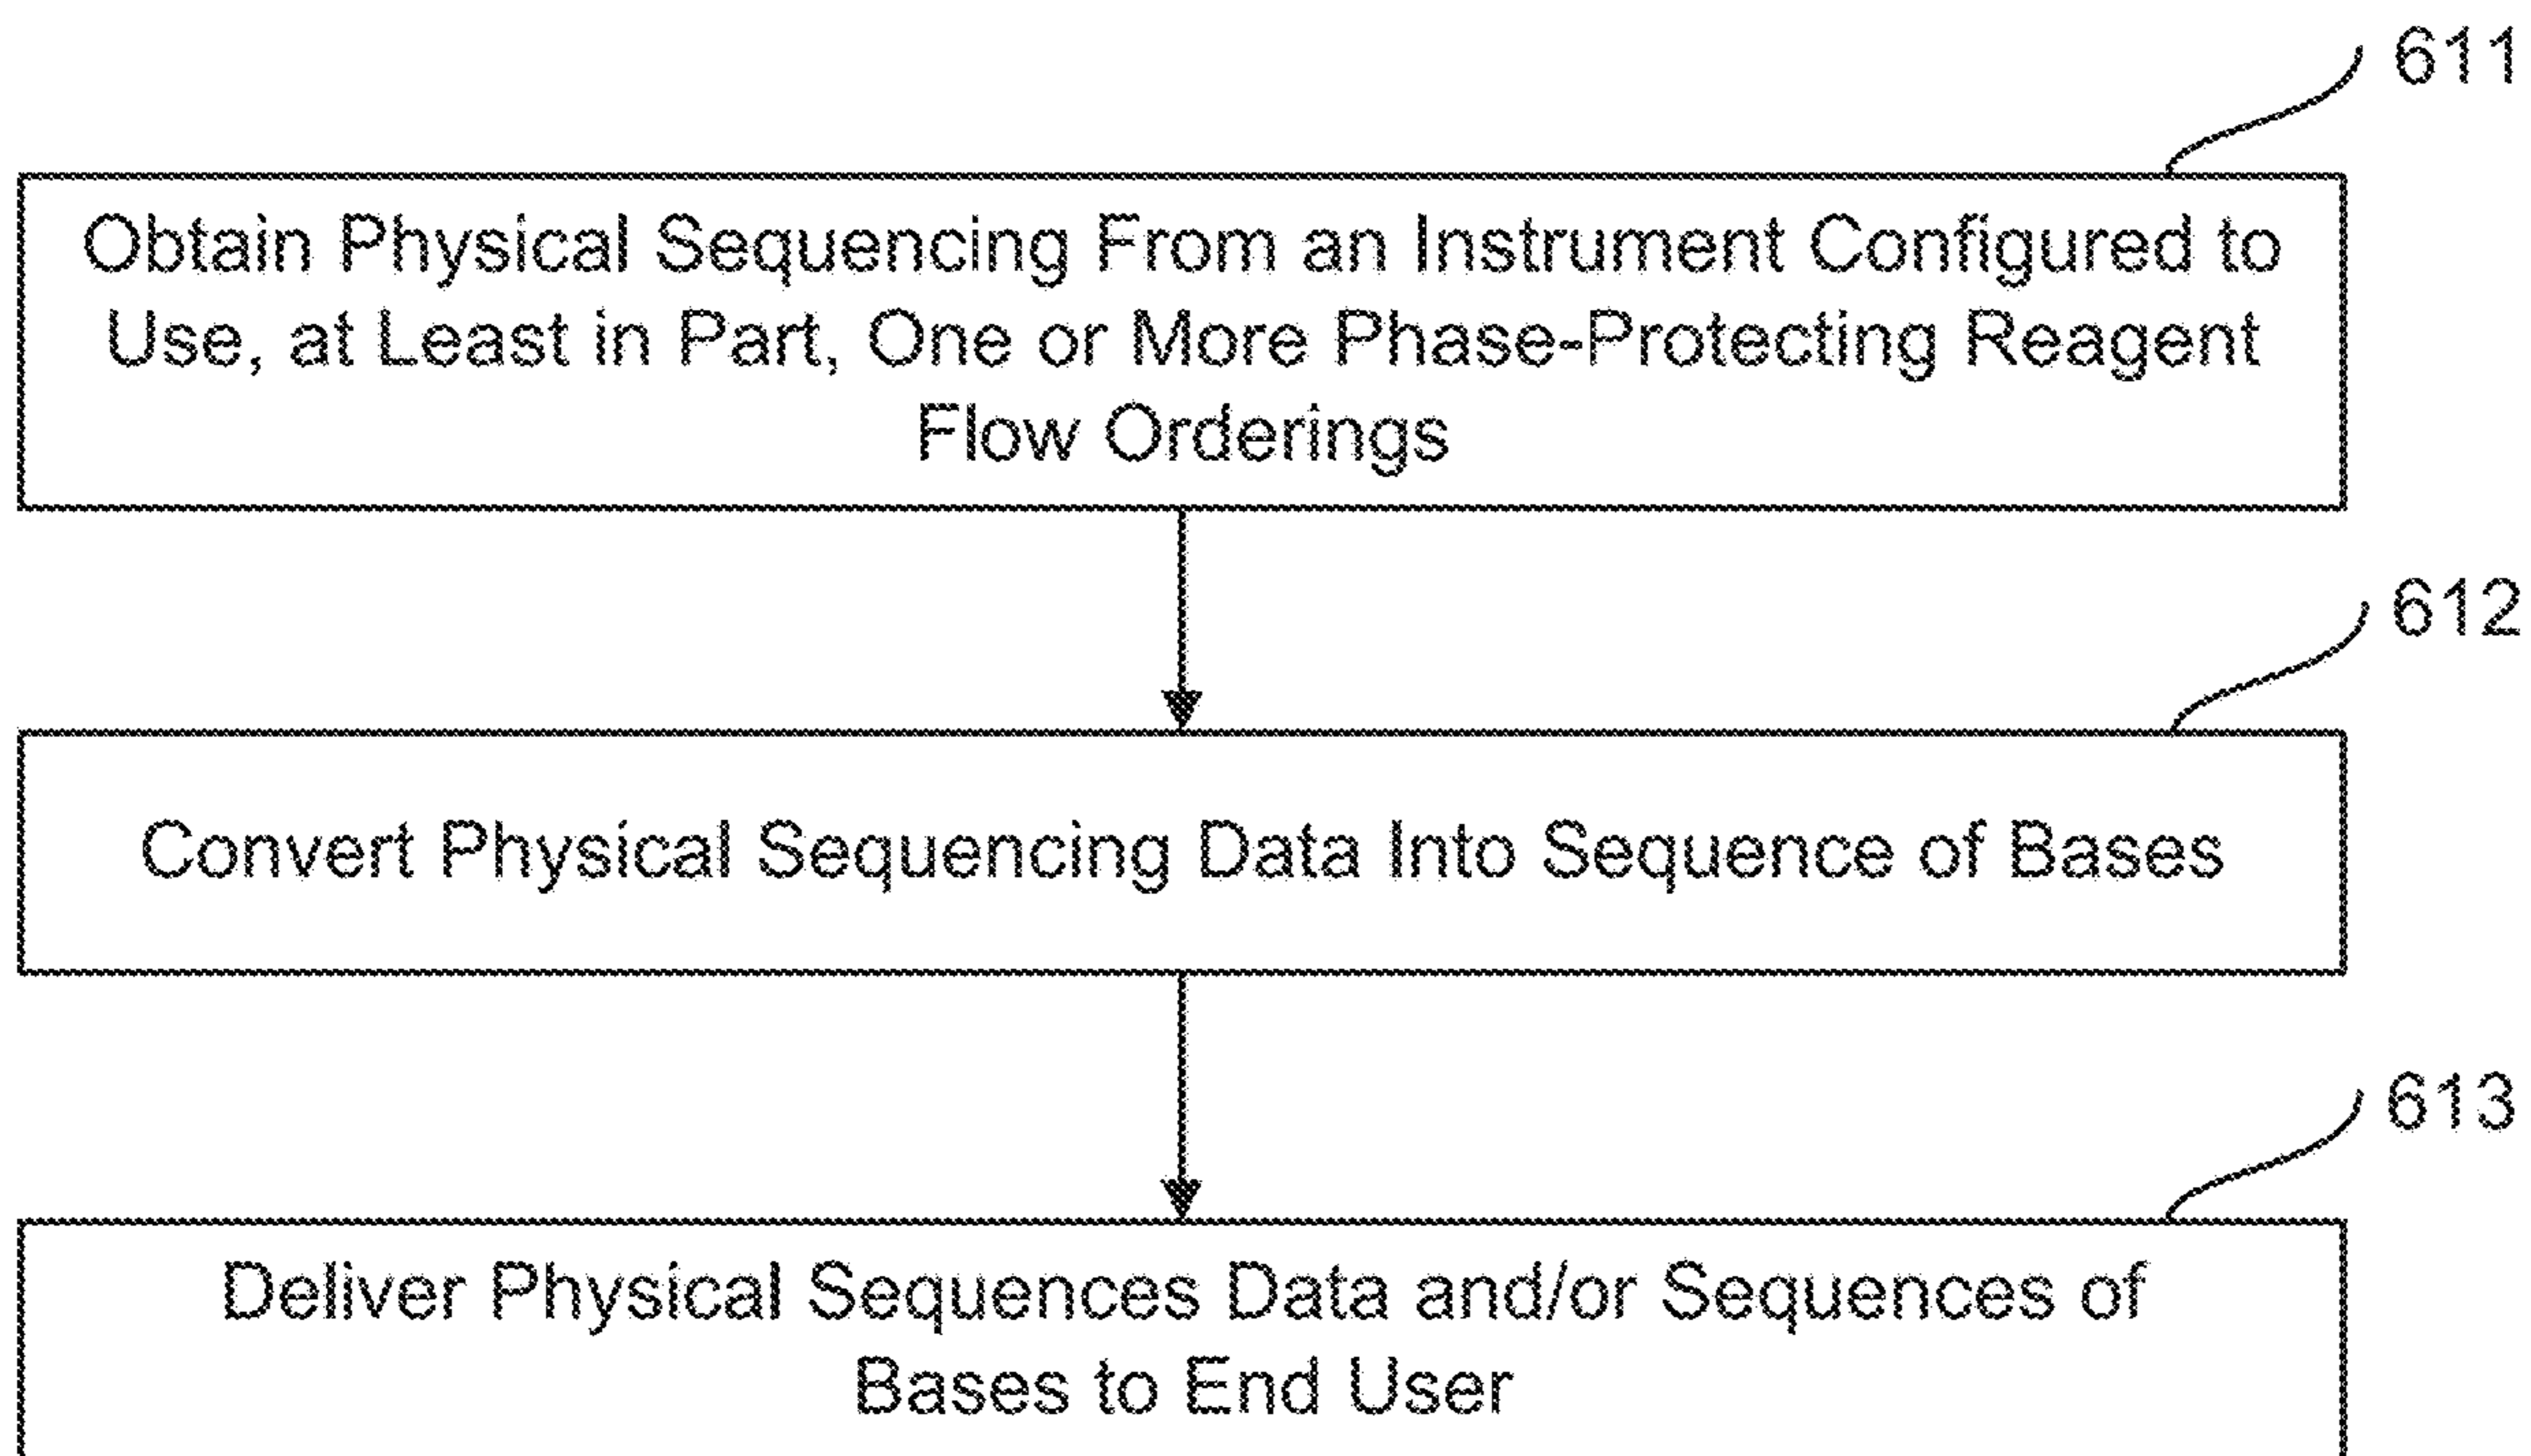 611
Obtain Physical Sequencing From an Instrument Configured to
Use, at Least in Part, One or More Phase-Protecting Reagent
Flow Orderings
612
Convert Physical Sequencing Data Into Sequence of Bases
613
Deliver Physical Sequences Data and/or Sequences of
Bases to End User